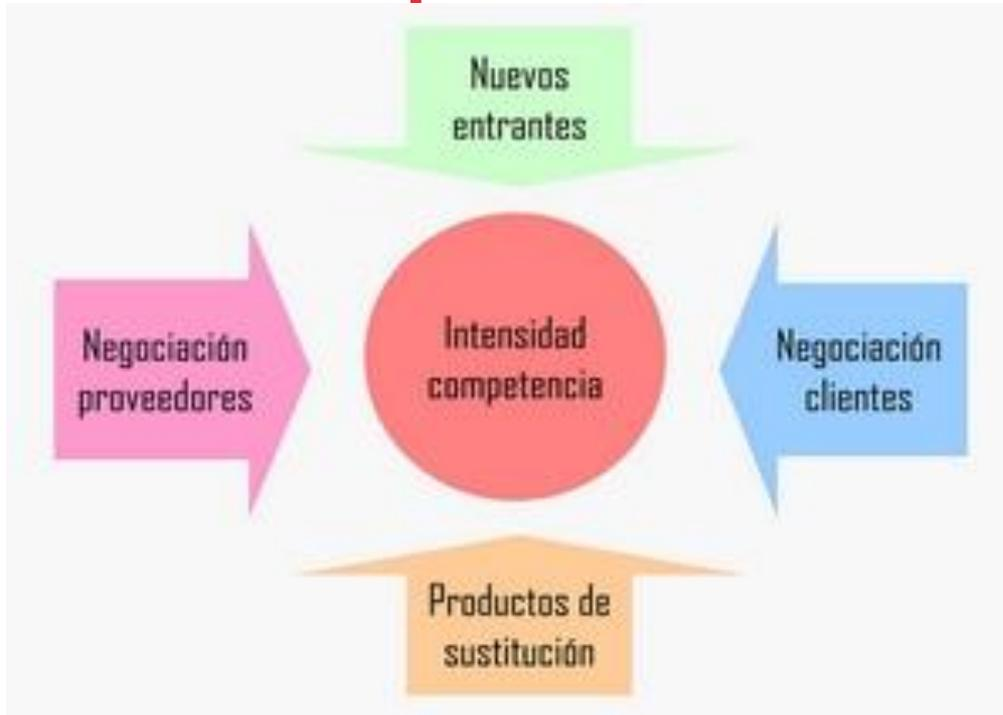 Nuevos
entrantes
Negociación
proveedores
Intensidad
competencia
Negociación
clientes
Productos de
sustitución